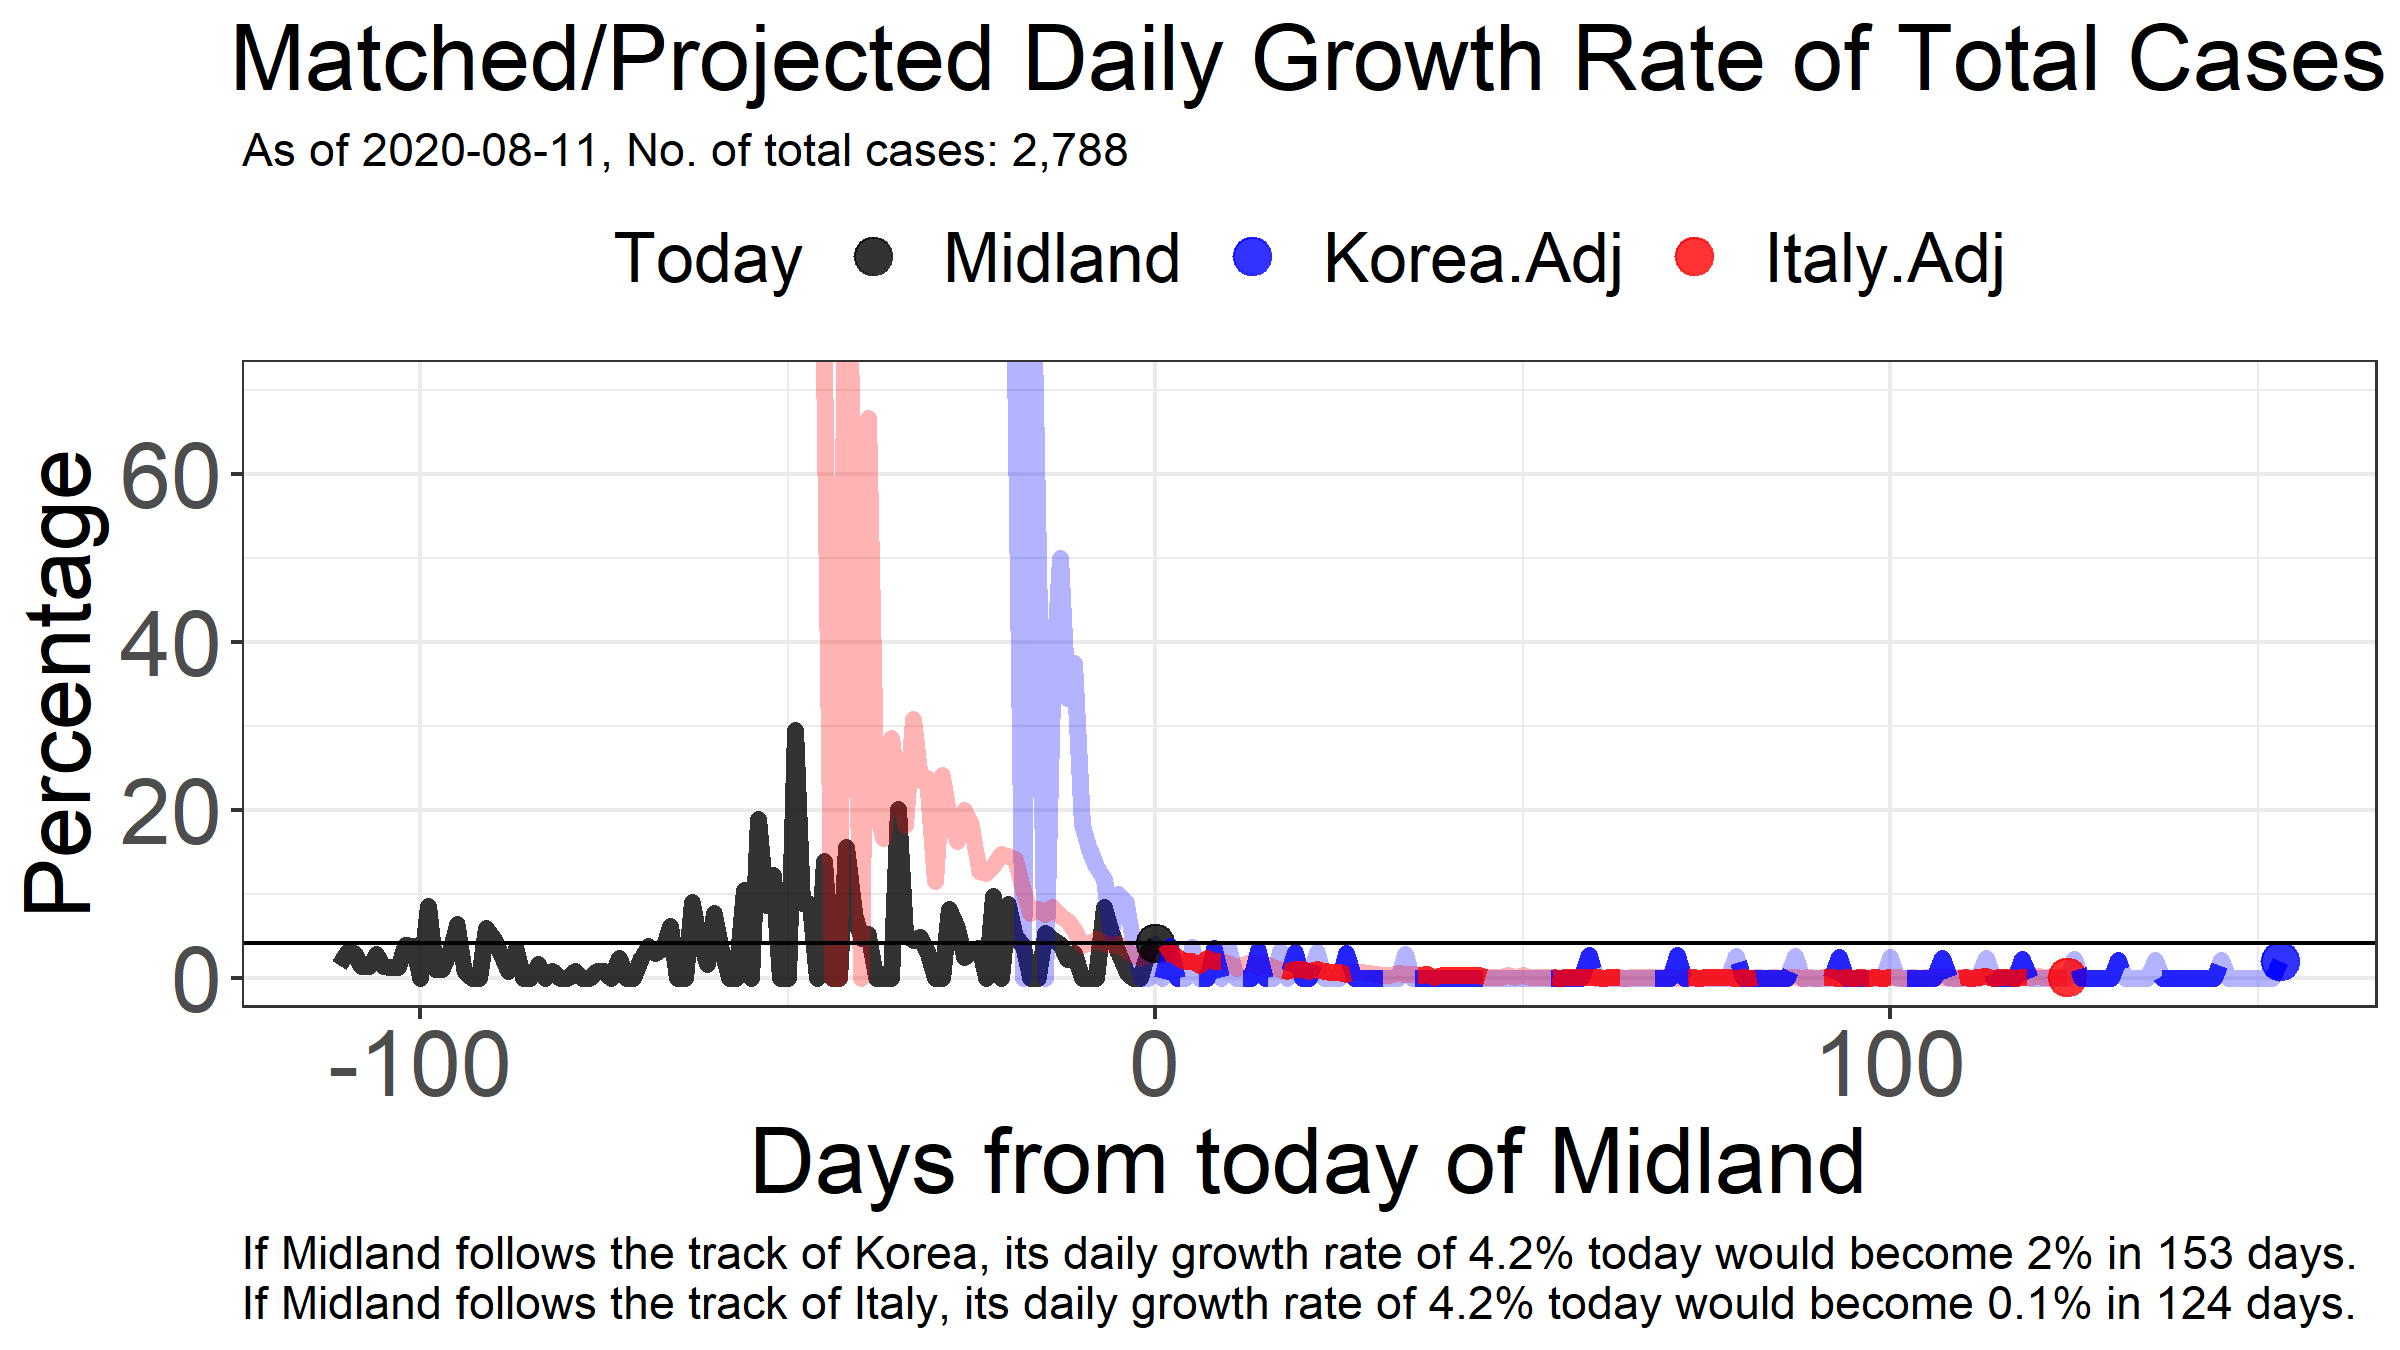 Matched/Projected Daily Growth Rate of Total Cases
As of 2020-08-11, No. of total cases: 2,788
Today Midland Korea.Adj Italy.Adj
Percentage
60
40
20
0
-100 0 100
Days from today of Midland
If Midland follows the track of Korea, its daily growth rate of 4.2% today would become 2% in 153 days.
If Midland follows the track of Italy, its daily growth rate of 4.2% today would become 0.1% in 124 days.